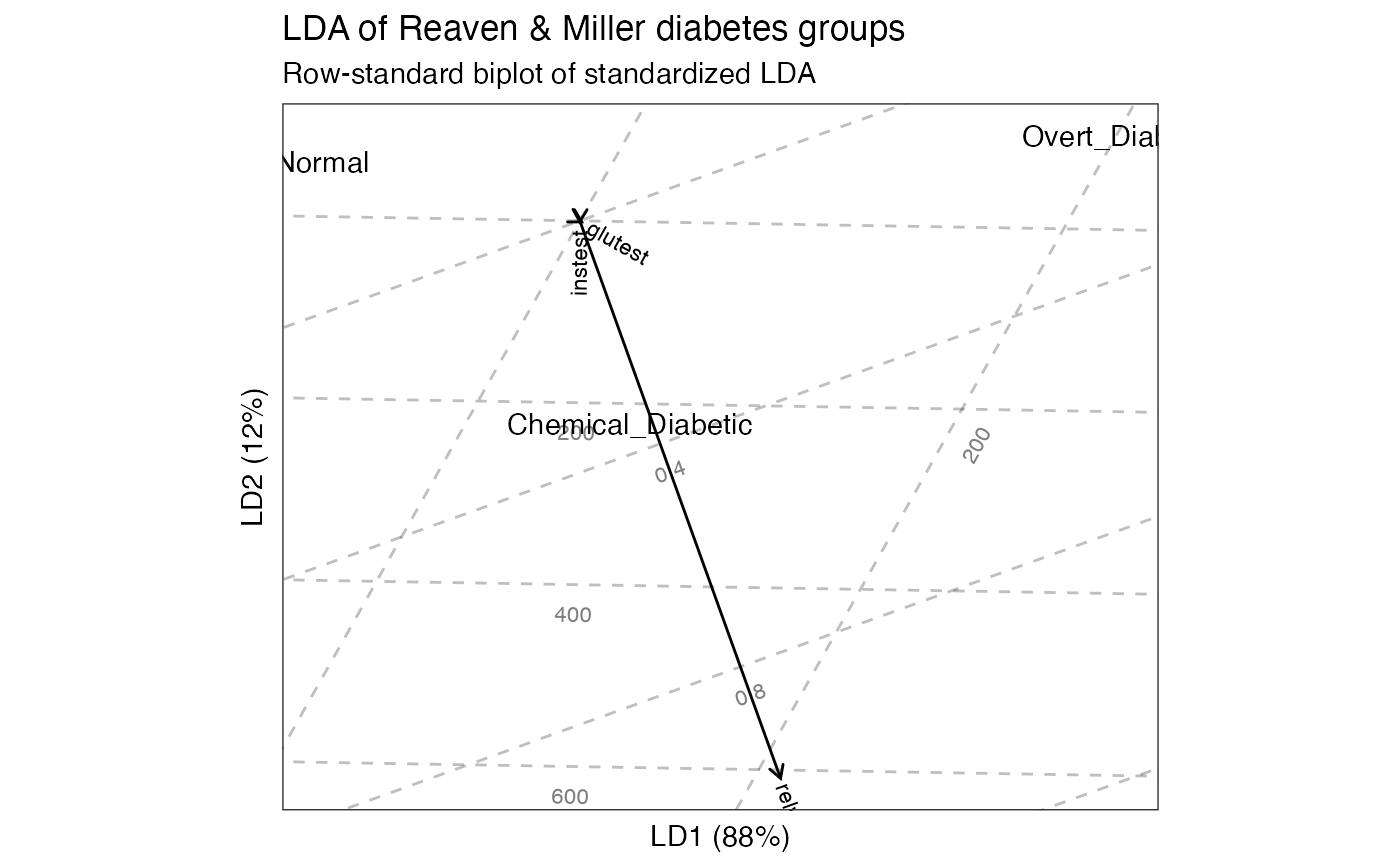 LDA of Reaven & Miller diabetes groups
Row-standard biplot of standardized LDA
Overt_Dial
Normal
glutest
instest
Chemical_Diabetic
200
200
0.4
400
0.8
600
LD2 (12%)
LD1 (88%)